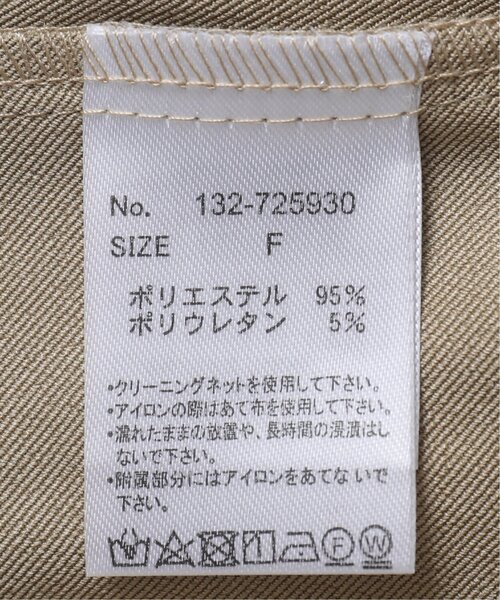 No. 132-725930
SIZE F
ポリエステル 95%
ポリウレタン 5%
・クリーニングネットを使用して下さい。
・アイロンの際はあて布を使用して下さい。
・濡れたままの放置や、長時間の浸漬はし
ないで下さい。
・附属部分にはアイロンをあてないで
下さい。
F W